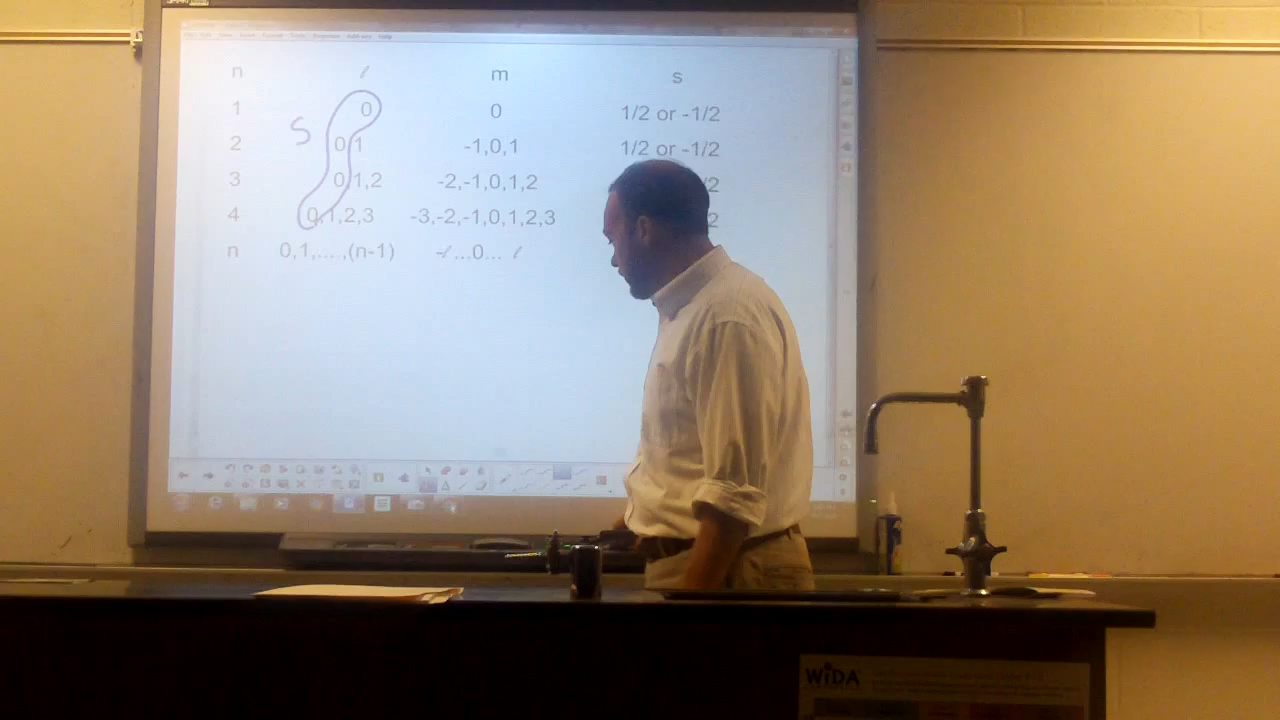 n ℓ m s
1 0 0 1/2 or -1/2
S
2 0,1 -1,0,1 1/2 or -1/2
3 0,1,2 -2,-1,0,1,2 /2
4 0,1,2,3 -3,-2,-1,0,1,2,3 2
n 0,1,....,(n-1) -ℓ...0... ℓ
WiDA